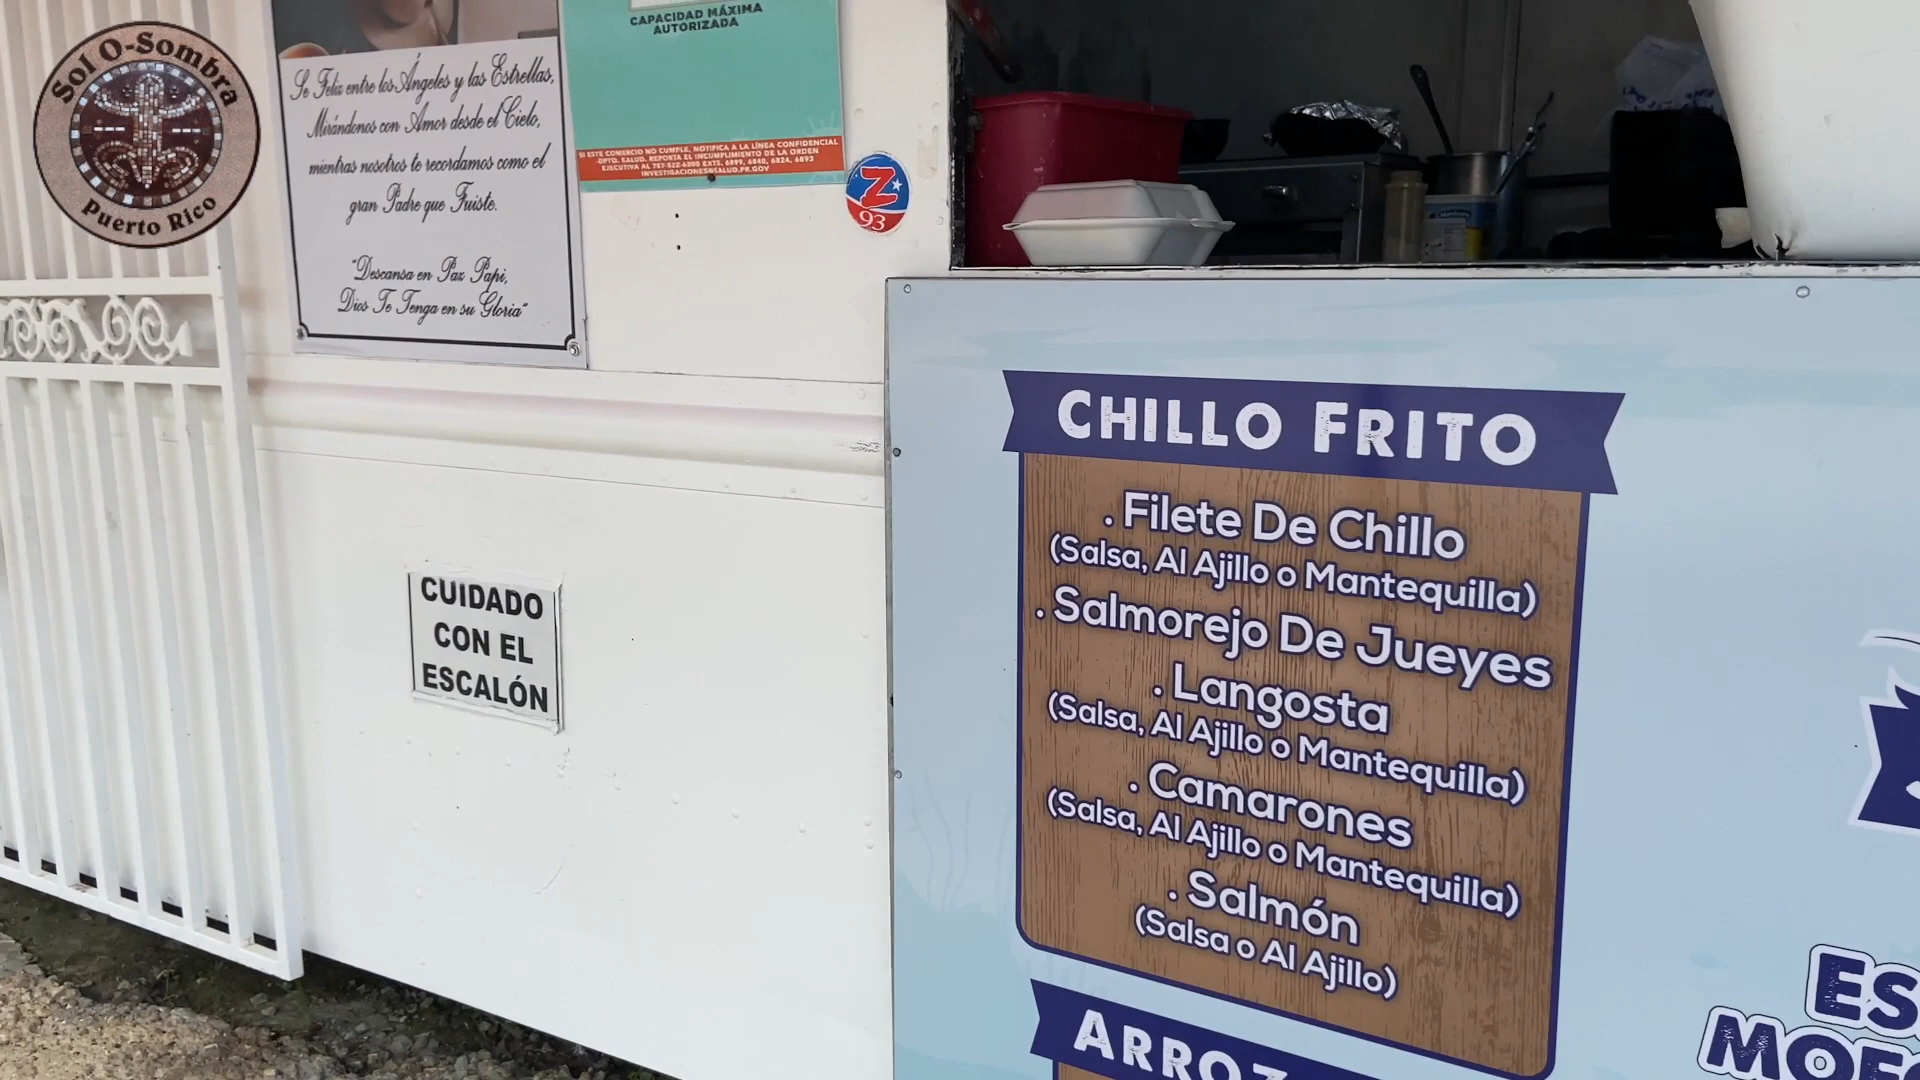 Sol O-Sombra
Puerto Rico
Se Feliz entre los Ángeles y las Estrellas,
Mirándonos con Amor desde el Cielo,
mientras nosotros te recordamos como el
gran Padre que Fuiste.
"Descansa en Paz Papi,
Dios Te Tenga en su Gloria"
CAPACIDAD MÁXIMA
AUTORIZADA
SI ESTE COMERCIO NO CUMPLE, NOTIFICA A LA LÍNEA CONFIDENCIAL
-DPTO. SALUD. REPORTA EL INCUMPLIMIENTO DE LA ORDEN
EJECUTIVA AL 787-522-6300 EXTS. 6899, 6840, 6824, 6893
INVESTIGACIONES@SALUD.PR.GOV
Z
93
CUIDADO
CON EL
ESCALÓN
CHILLO FRITO
. Filete De Chillo
(Salsa, Al Ajillo o Mantequilla)
. Salmorejo De Jueyes
. Langosta
(Salsa, Al Ajillo o Mantequilla)
. Camarones
(Salsa, Al Ajillo o Mantequilla)
. Salmón
(Salsa o Al Ajillo)
ARROZ
ES
MOF